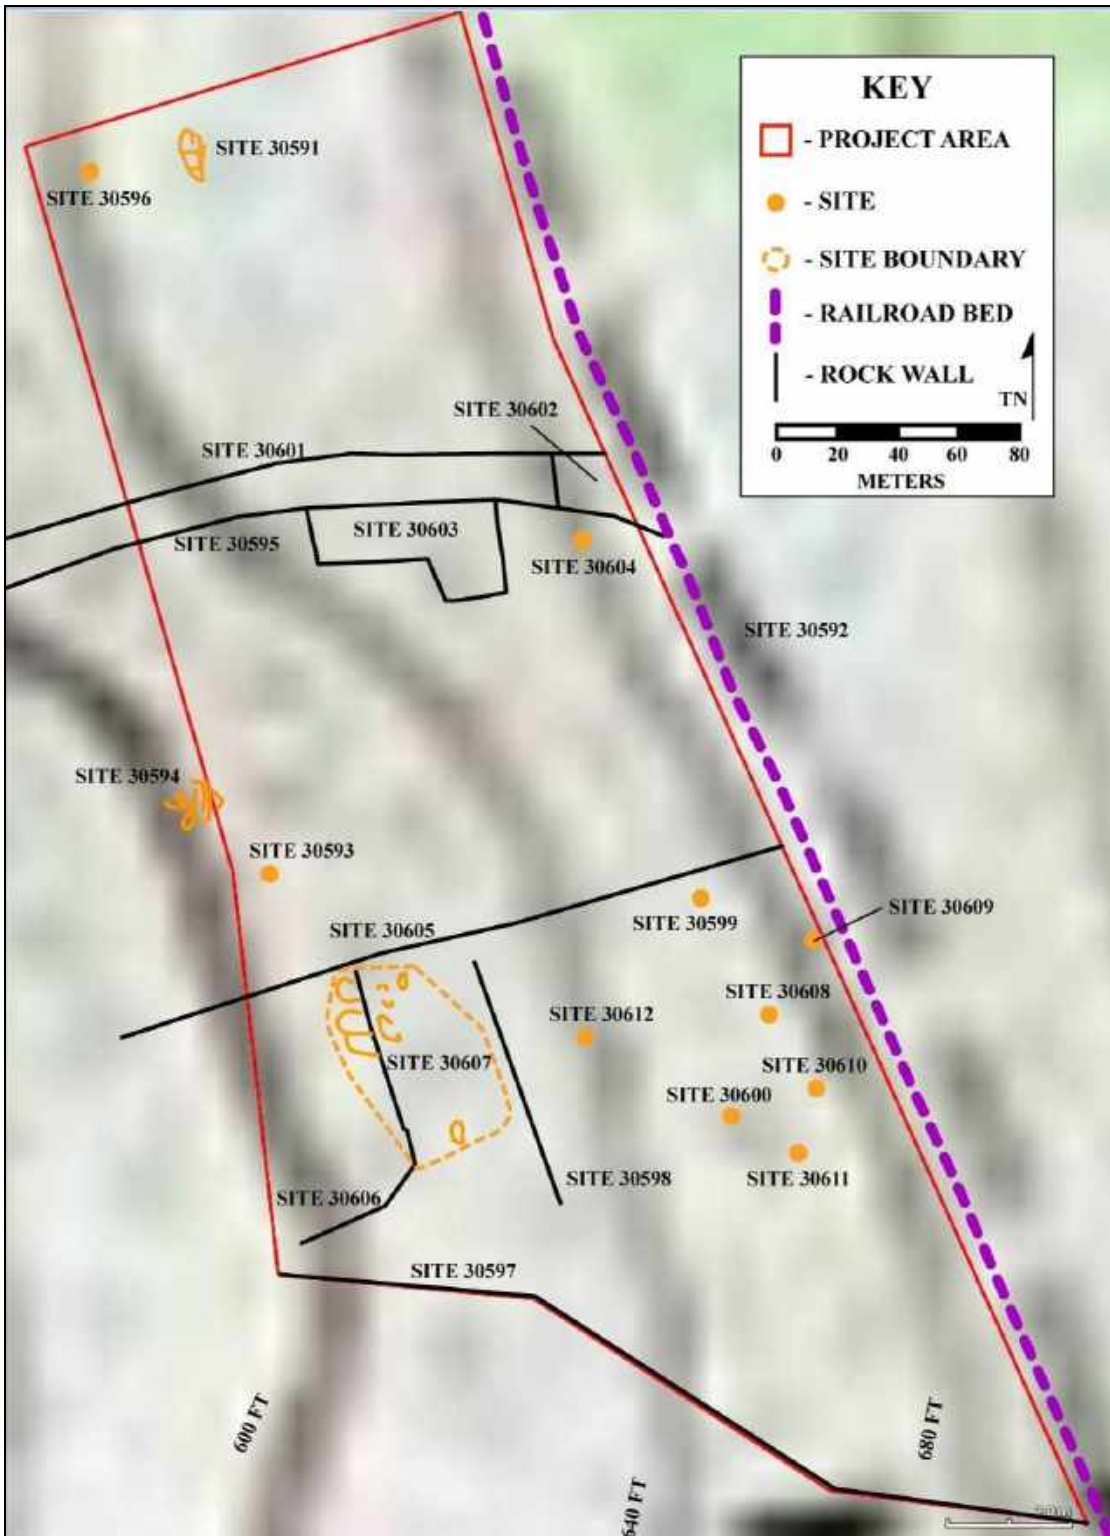 KEY
- PROJECT AREA
- SITE
- SITE BOUNDARY
- RAILROAD BED
- ROCK WALL
TN
0 20 40 60 80
METERS
SITE 30591
SITE 30596
SITE 30602
SITE 30601
SITE 30603
SITE 30595
SITE 30604
SITE 30592
SITE 30594
SITE 30593
SITE 30599
SITE 30609
SITE 30605
SITE 30608
SITE 30612
SITE 30607
SITE 30610
SITE 30600
SITE 30598
SITE 30611
SITE 30606
SITE 30597
600 FT
680 FT
640 FT